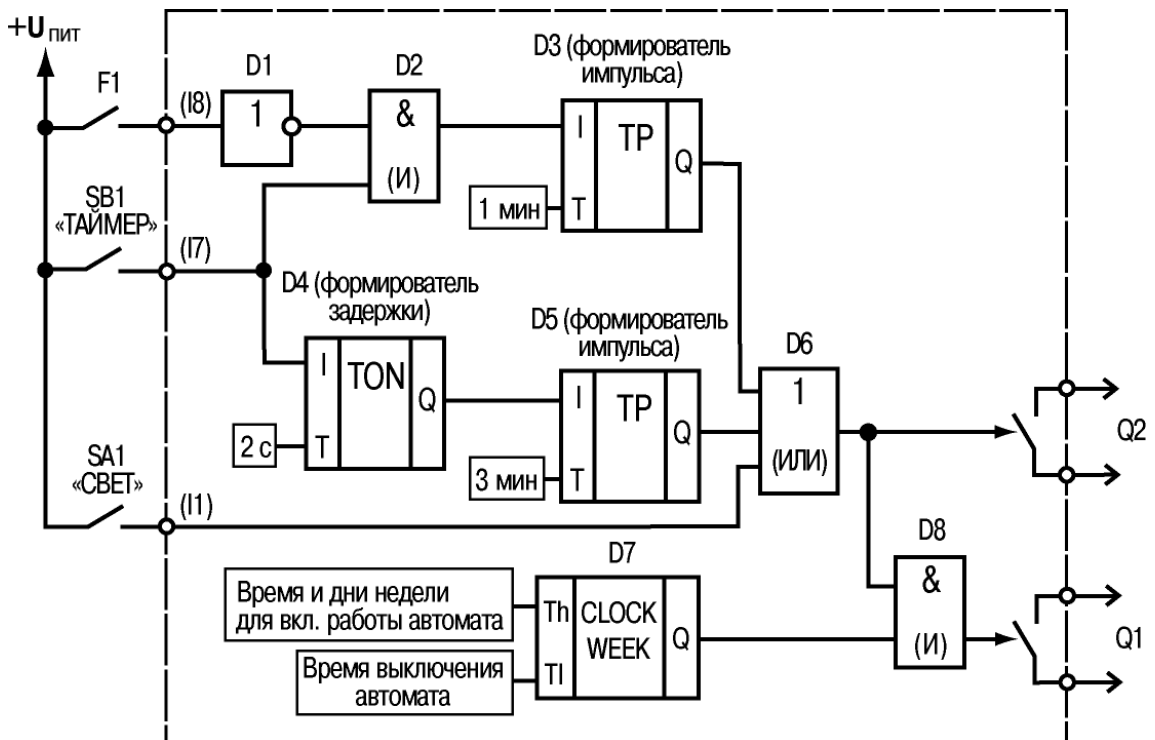 +Uпит
F1
(I8)
D1
1
D2
&
(И)
D3 (формирователь
импульса)
I
TP
Q
T
1 мин
SB1
«ТАЙМЕР»
(I7)
D4 (формирователь
задержки)
I
TON
Q
T
2 с
D5 (формирователь
импульса)
I
TP
Q
T
3 мин
D6
1
(ИЛИ)
Q2
SA1
«СВЕТ»
(I1)
D7
Время и дни недели
для вкл. работы автомата
Th
CLOCK
WEEK
Q
Tl
Время выключения
автомата
D8
&
(И)
Q1